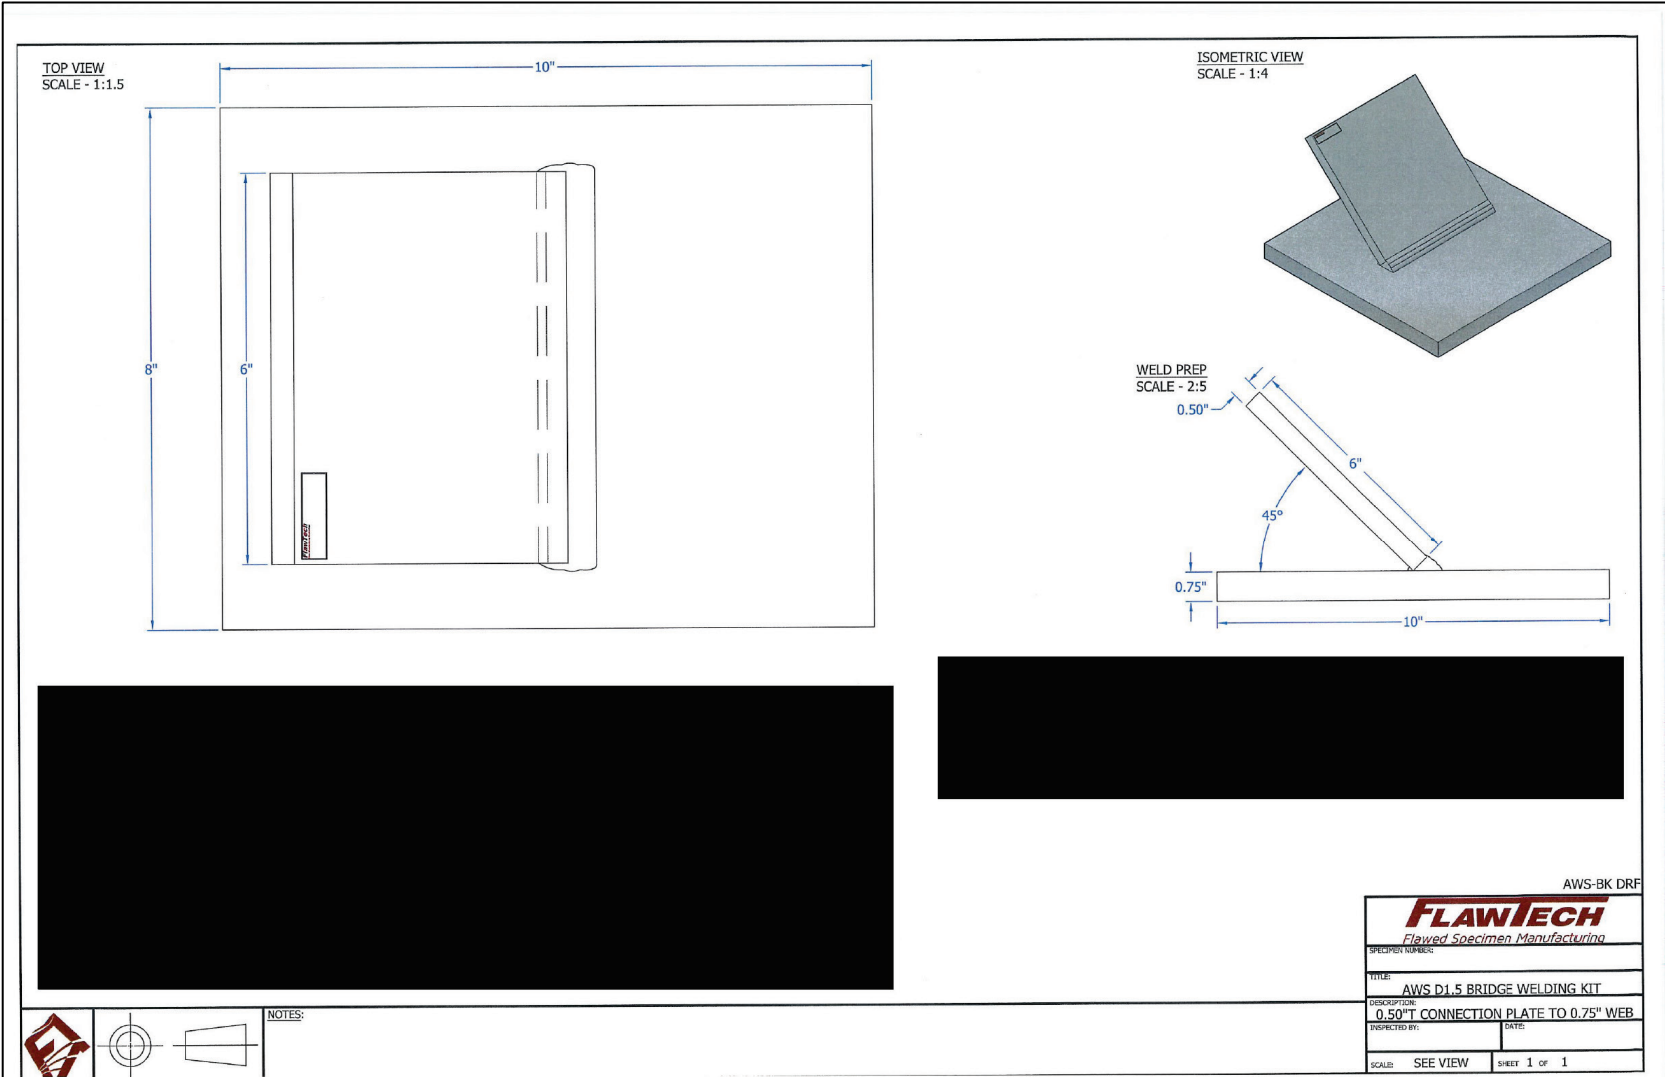 TOP VIEW
SCALE - 1:1.5
10"
8"
6"
FlawTech
ISOMETRIC VIEW
SCALE - 1:4
WELD PREP
SCALE - 2:5
0.50"
6"
45°
0.75"
10"
AWS-BK DRF
FLAWTECH
Flawed Specimen Manufacturing
SPECIMEN NUMBER:
TITLE:
AWS D1.5 BRIDGE WELDING KIT
DESCRIPTION:
0.50"T CONNECTION PLATE TO 0.75" WEB
INSPECTED BY:
DATE:
SCALE: SEE VIEW
SHEET 1 OF 1
NOTES: